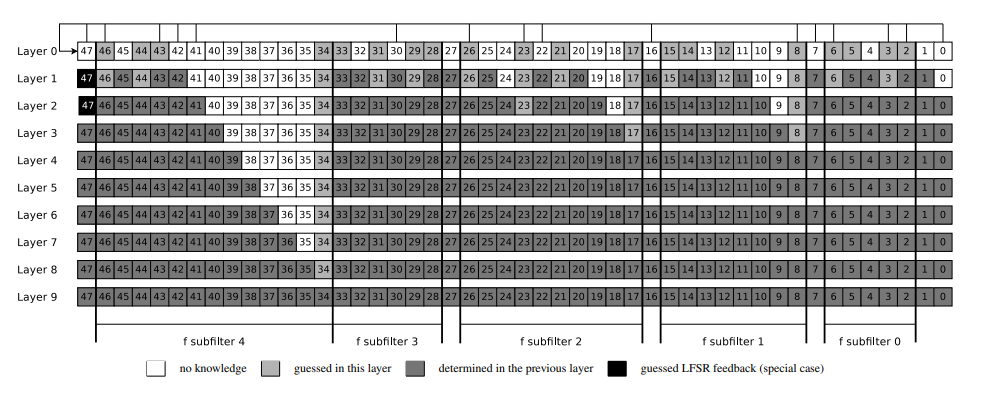 Layer 0 47 46 45 44 43 42 41 40 39 38 37 36 35 34 33 32 31 30 29 28 27 26 25 24 23 22 21 20 19 18 17 16 15 14 13 12 11 10 9 8 7 6 5 4 3 2 1 0
Layer 1 47 46 45 44 43 42 41 40 39 38 37 36 35 34 33 32 31 30 29 28 27 26 25 24 23 22 21 20 19 18 17 16 15 14 13 12 11 10 9 8 7 6 5 4 3 2 1 0
Layer 2 47 46 45 44 43 42 41 40 39 38 37 36 35 34 33 32 31 30 29 28 27 26 25 24 23 22 21 20 19 18 17 16 15 14 13 12 11 10 9 8 7 6 5 4 3 2 1 0
Layer 3 47 46 45 44 43 42 41 40 39 38 37 36 35 34 33 32 31 30 29 28 27 26 25 24 23 22 21 20 19 18 17 16 15 14 13 12 11 10 9 8 7 6 5 4 3 2 1 0
Layer 4 47 46 45 44 43 42 41 40 39 38 37 36 35 34 33 32 31 30 29 28 27 26 25 24 23 22 21 20 19 18 17 16 15 14 13 12 11 10 9 8 7 6 5 4 3 2 1 0
Layer 5 47 46 45 44 43 42 41 40 39 38 37 36 35 34 33 32 31 30 29 28 27 26 25 24 23 22 21 20 19 18 17 16 15 14 13 12 11 10 9 8 7 6 5 4 3 2 1 0
Layer 6 47 46 45 44 43 42 41 40 39 38 37 36 35 34 33 32 31 30 29 28 27 26 25 24 23 22 21 20 19 18 17 16 15 14 13 12 11 10 9 8 7 6 5 4 3 2 1 0
Layer 7 47 46 45 44 43 42 41 40 39 38 37 36 35 34 33 32 31 30 29 28 27 26 25 24 23 22 21 20 19 18 17 16 15 14 13 12 11 10 9 8 7 6 5 4 3 2 1 0
Layer 8 47 46 45 44 43 42 41 40 39 38 37 36 35 34 33 32 31 30 29 28 27 26 25 24 23 22 21 20 19 18 17 16 15 14 13 12 11 10 9 8 7 6 5 4 3 2 1 0
Layer 9 47 46 45 44 43 42 41 40 39 38 37 36 35 34 33 32 31 30 29 28 27 26 25 24 23 22 21 20 19 18 17 16 15 14 13 12 11 10 9 8 7 6 5 4 3 2 1 0
f subfilter 4 f subfilter 3 f subfilter 2 f subfilter 1 f subfilter 0
no knowledge guessed in this layer determined in the previous layer guessed LFSR feedback (special case)